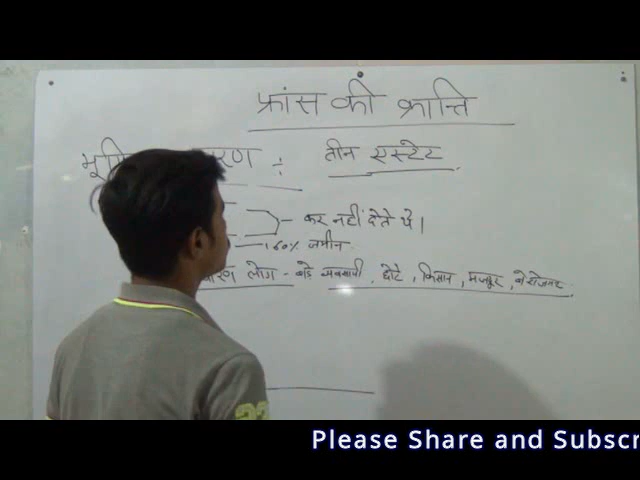 फ्रांस की क्रान्ति
तीन एस्टेट
कर नहीं देते थे।
60% जमीन
लोग - बड़े व्यवसायी, छोटे, किसान, मजदूर, बेरोजगार
Please Share and Subscr